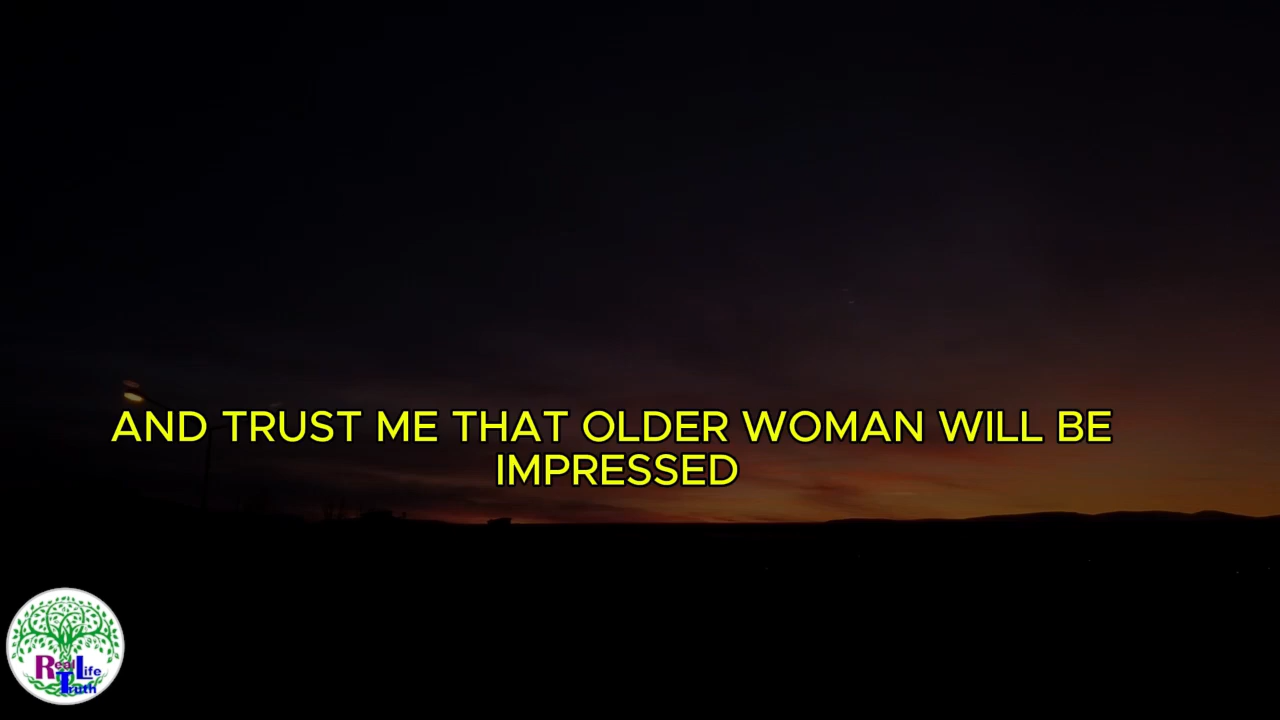 AND TRUST ME THAT OLDER WOMAN WILL BE
IMPRESSED
Real Life
Truth